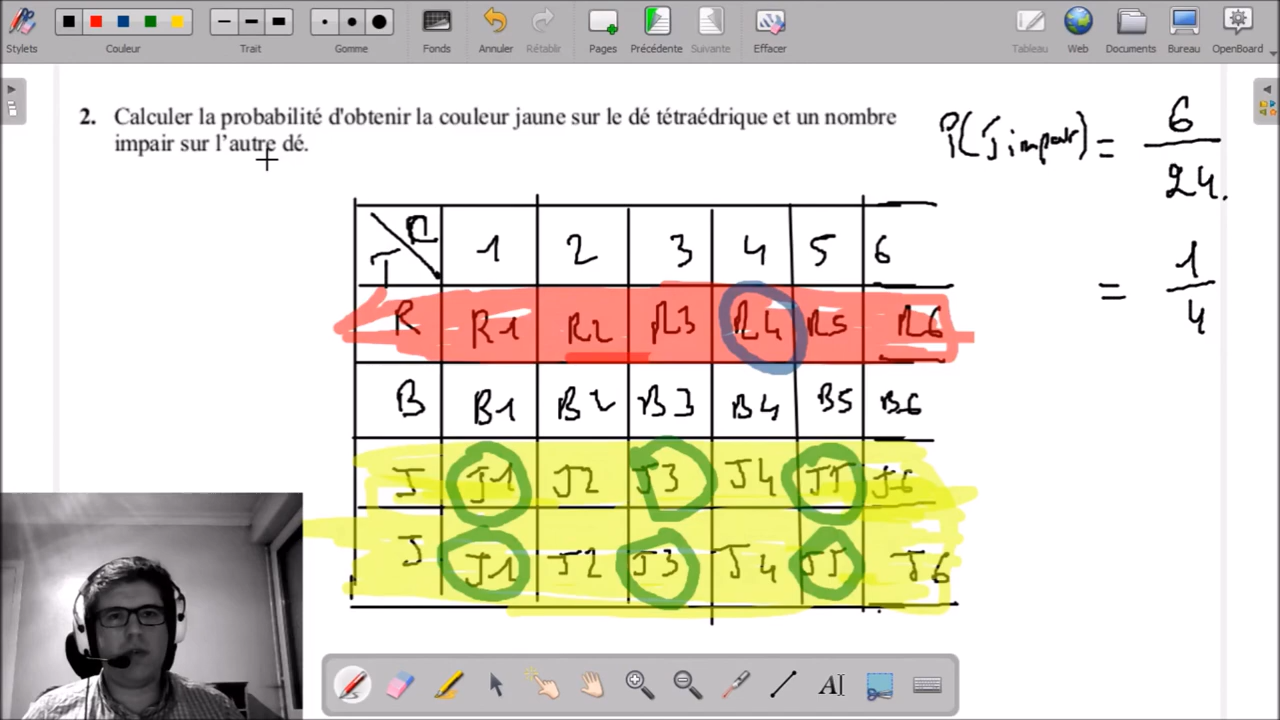 Stylets Couleur Trait Gomme Fonds Annuler Rétablir Pages Précédente Suivante Effacer Tableau Web Documents Bureau OpenBoard
2. Calculer la probabilité d'obtenir la couleur jaune sur le dé tétraédrique et un nombre
impair sur l'autre dé.
P(J impair) = 6/24.
= 1/4
T C 1 2 3 4 5 6
R R1 R2 R3 R4 R5 R6
B B1 B2 B3 B4 B5 B6
J J1 J2 J3 J4 J5 J6
J J1 J2 J3 J4 J5 J6
AI